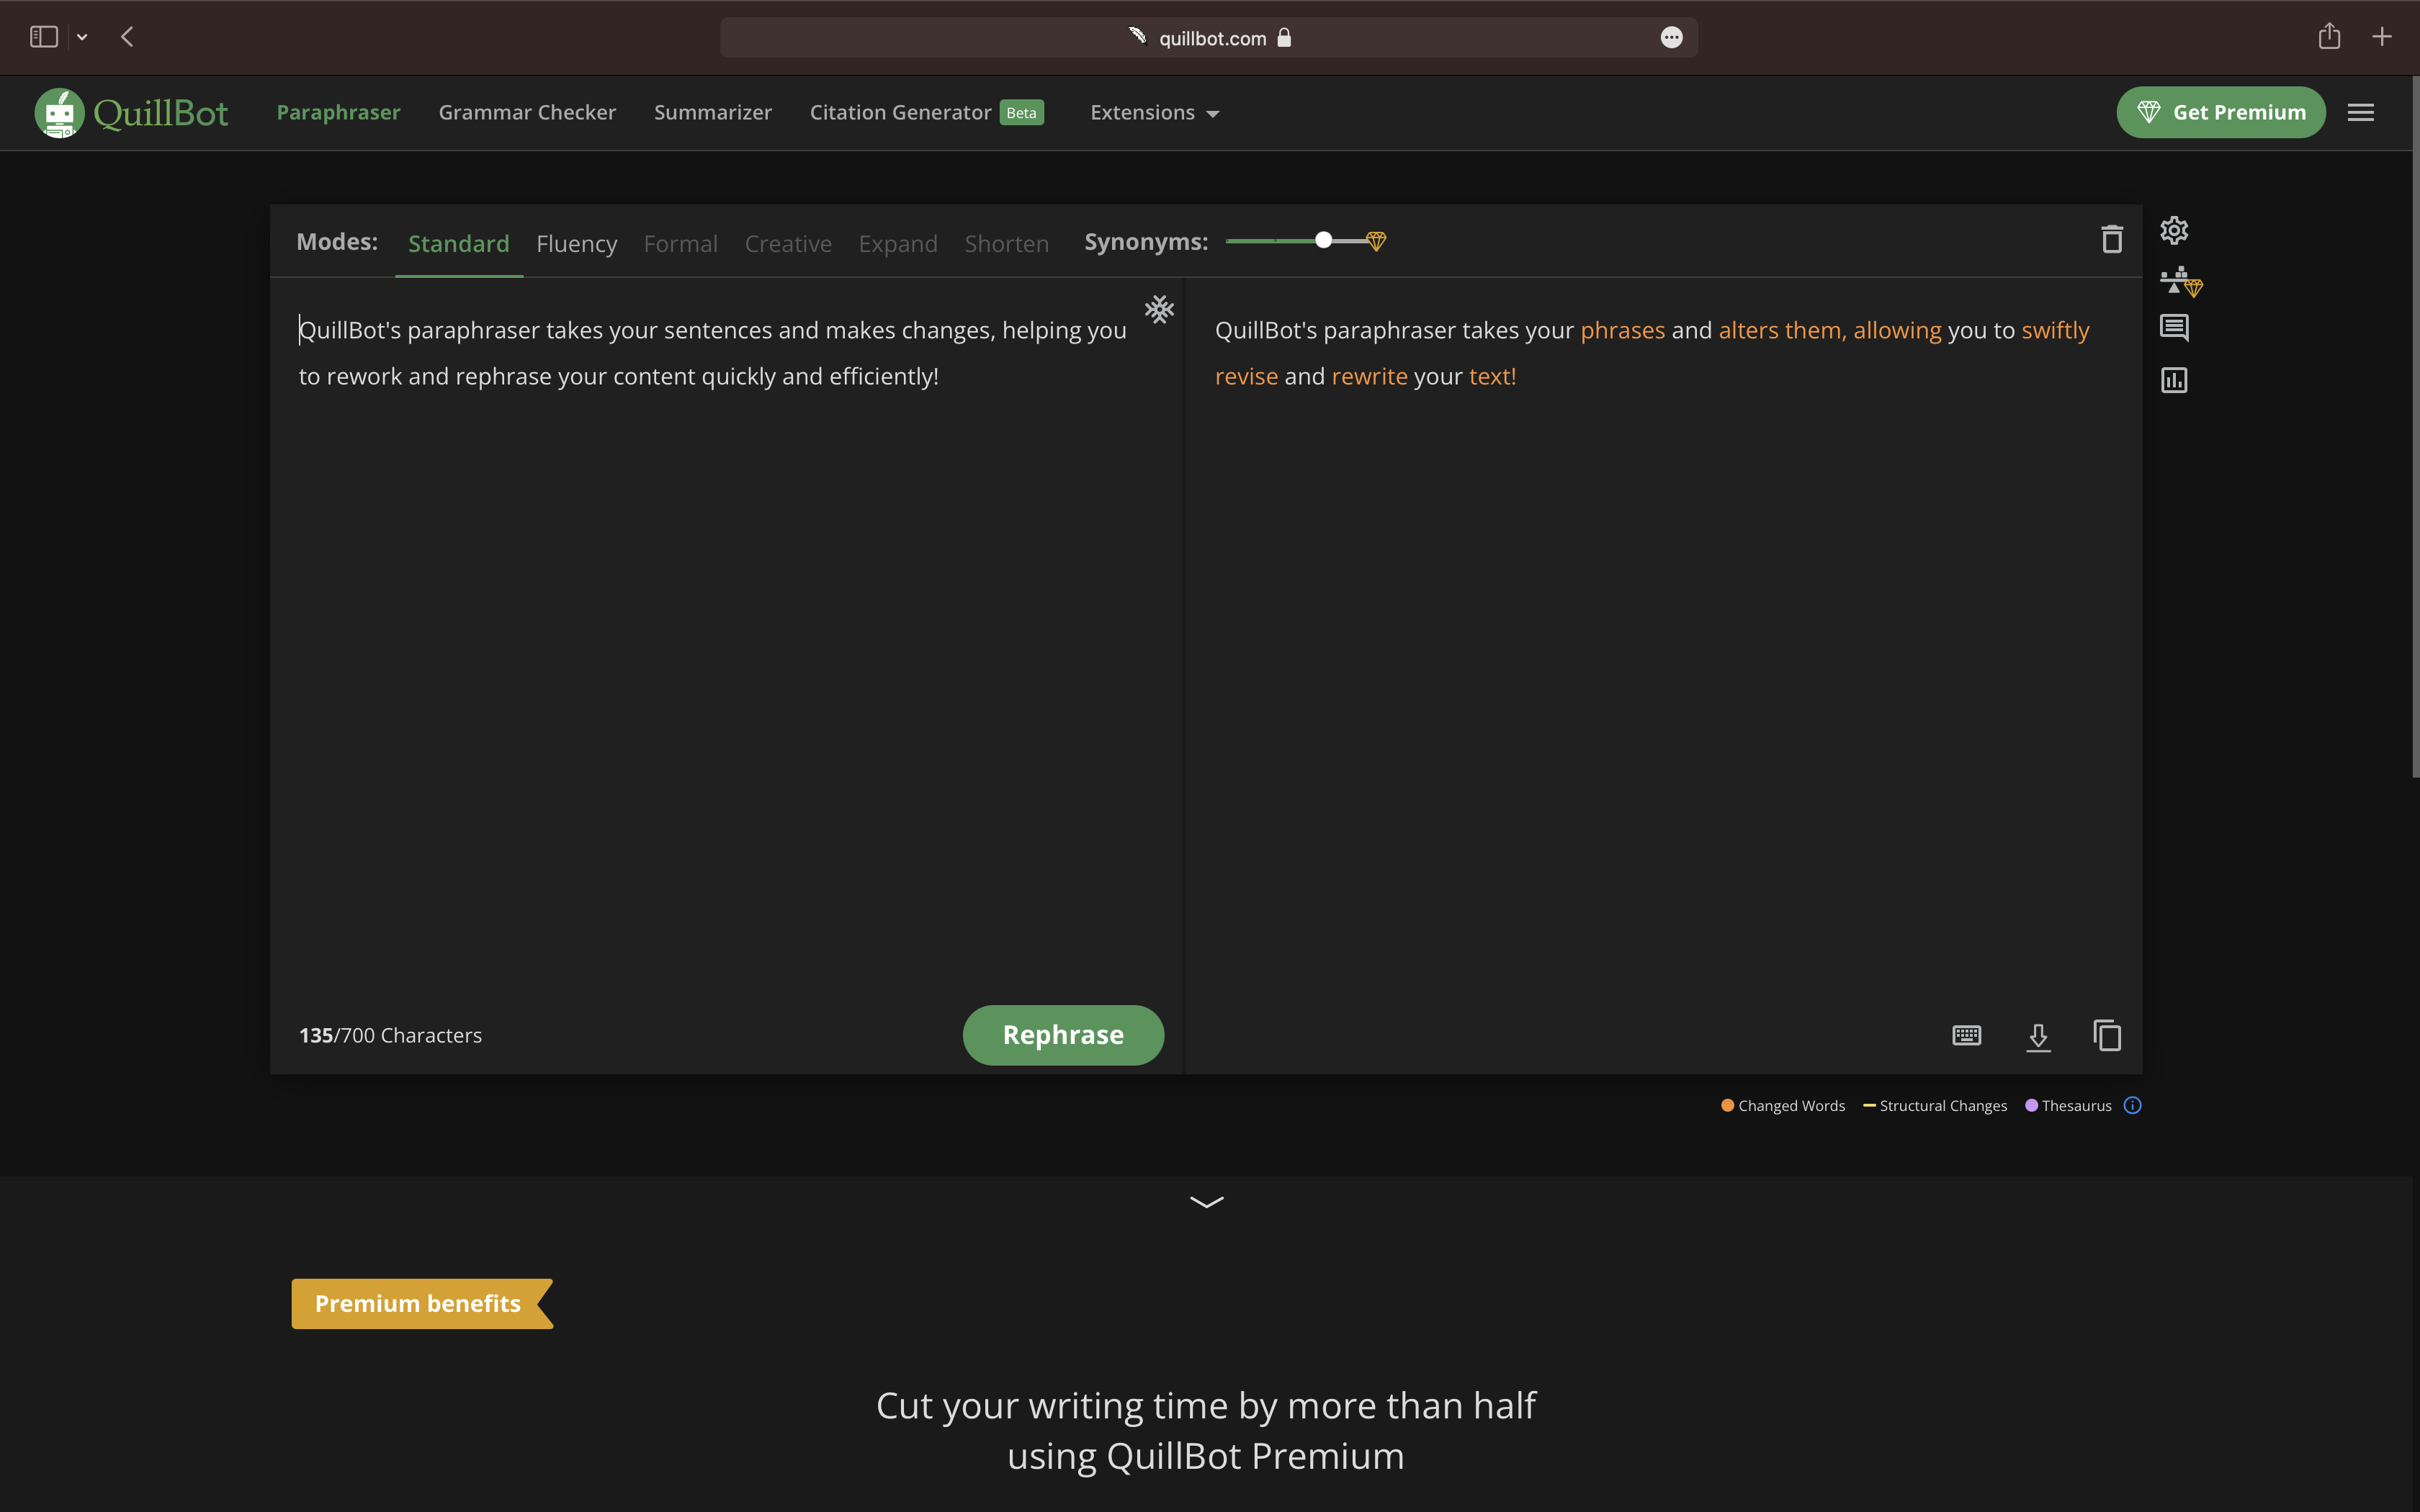 quillbot.com
QuillBot Paraphraser Grammar Checker Summarizer Citation Generator Beta Extensions Get Premium
Modes: Standard Fluency Formal Creative Expand Shorten Synonyms:
QuillBot's paraphraser takes your sentences and makes changes, helping you
to rework and rephrase your content quickly and efficiently!
QuillBot's paraphraser takes your phrases and alters them, allowing you to swiftly
revise and rewrite your text!
135/700 Characters
Rephrase
Changed Words Structural Changes Thesaurus
Premium benefits
Cut your writing time by more than half
using QuillBot Premium